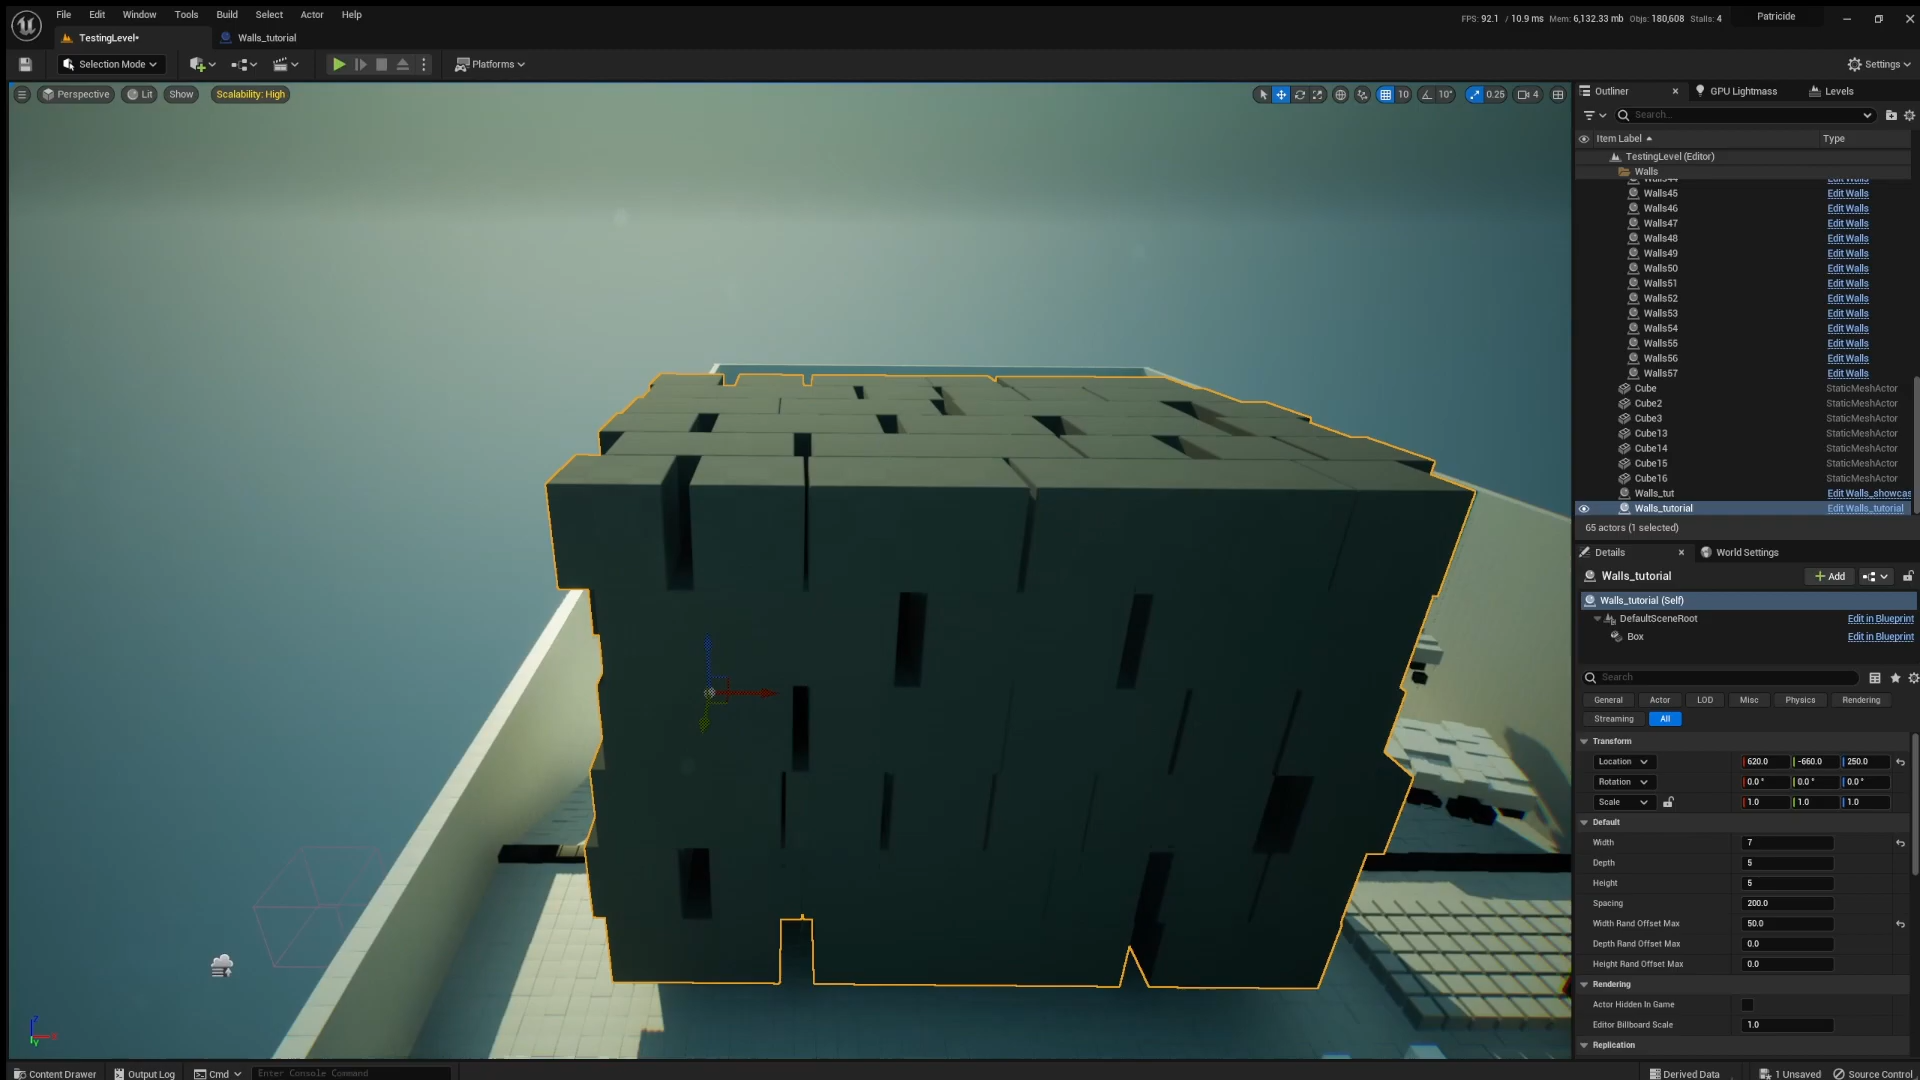 File Edit Window Tools Build Select Actor Help
FPS: 92.1 / 10.9 ms Mem: 6,132.33 mb Objs: 180,608 Stalls: 4
Patricide
TestingLevel*
Walls_tutorial
Selection Mode
Platforms
Settings
Perspective
Lit
Show
Scalability: High
10
10°
0.25
4
Outliner
GPU Lightmass
Levels
Search...
Item Label
Type
TestingLevel (Editor)
Walls
Walls44 Edit Walls
Walls45 Edit Walls
Walls46 Edit Walls
Walls47 Edit Walls
Walls48 Edit Walls
Walls49 Edit Walls
Walls50 Edit Walls
Walls51 Edit Walls
Walls52 Edit Walls
Walls53 Edit Walls
Walls54 Edit Walls
Walls55 Edit Walls
Walls56 Edit Walls
Walls57 Edit Walls
Cube StaticMeshActor
Cube2 StaticMeshActor
Cube3 StaticMeshActor
Cube13 StaticMeshActor
Cube14 StaticMeshActor
Cube15 StaticMeshActor
Cube16 StaticMeshActor
Walls_tut Edit Walls_showcas
Walls_tutorial Edit Walls_tutorial
65 actors (1 selected)
Details
World Settings
Walls_tutorial
Add
Walls_tutorial (Self)
DefaultSceneRoot Edit in Blueprint
Box Edit in Blueprint
Search
General Actor LOD Misc Physics Rendering
Streaming All
Transform
Location 620.0 -660.0 250.0
Rotation 0.0 ° 0.0 ° 0.0 °
Scale 1.0 1.0 1.0
Default
Width 7
Depth 5
Height 5
Spacing 200.0
Width Rand Offset Max 50.0
Depth Rand Offset Max 0.0
Height Rand Offset Max 0.0
Rendering
Actor Hidden In Game
Editor Billboard Scale 1.0
Replication
Z
Y
Content Drawer
Output Log
Cmd
Enter Console Command
Derived Data
1 Unsaved
Source Control